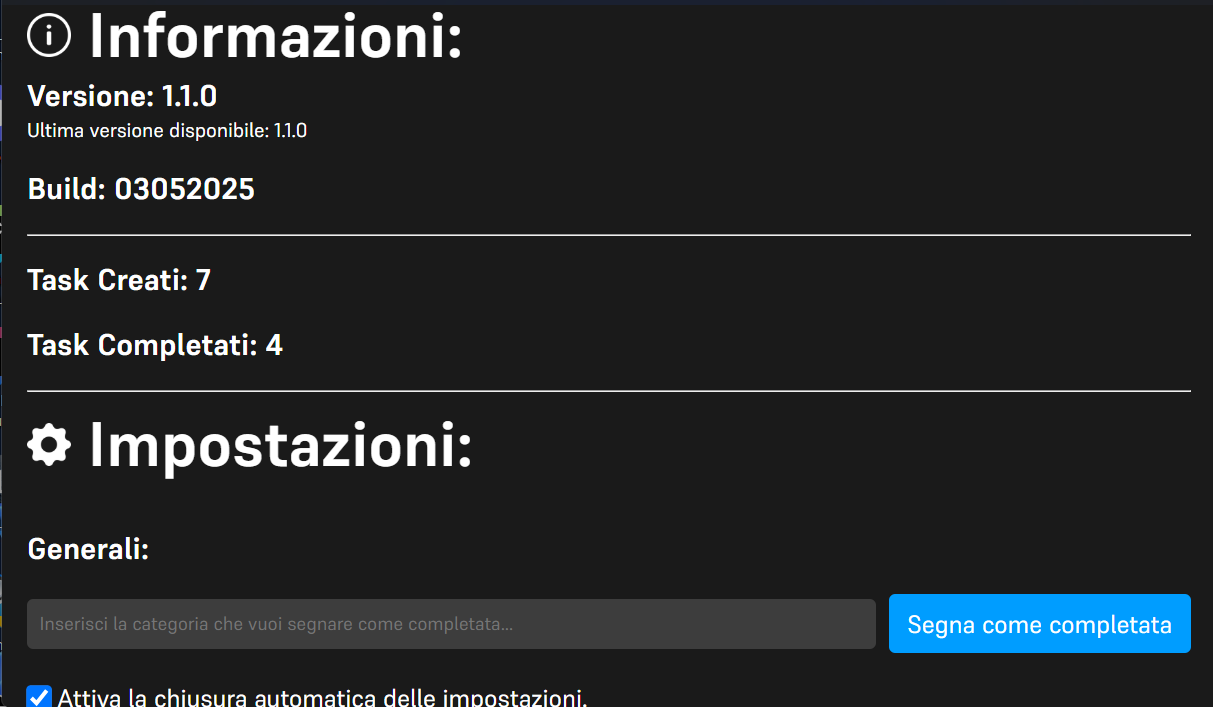 Informazioni:
Versione: 1.1.0
Ultima versione disponibile: 1.1.0
Build: 03052025
Task Creati: 7
Task Completati: 4
Impostazioni:
Generali:
Inserisci la categoria che vuoi segnare come completata...
Segna come completata
Attiva la chiusura automatica delle impostazioni.